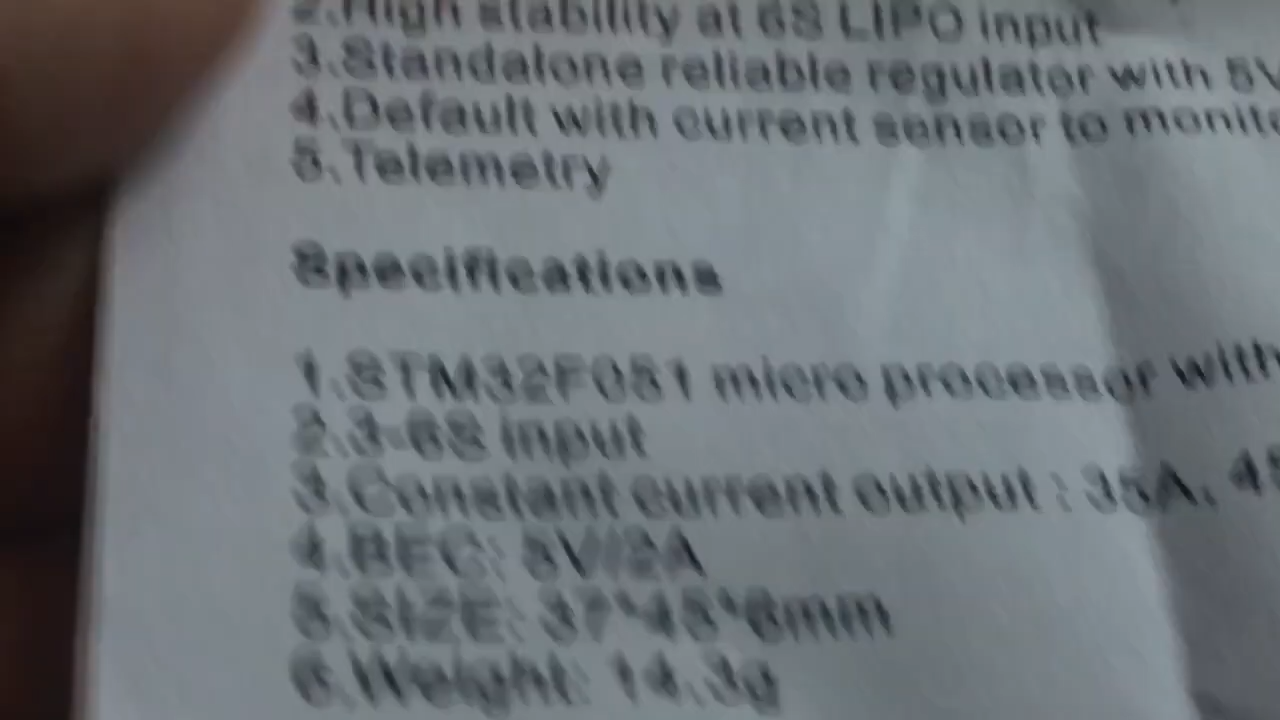 2.High stability at 6S LIPO input
3.Standalone reliable regulator with 5V
4.Default with current sensor to monito
5.Telemetry
Specifications
1.STM32F051 micro processor with
2.3-6S input
3.Constant current output : 35A, 4
4.BEC: 5V/2A
5.SIZE: 37*45*6mm
6.Weight: 14.3g